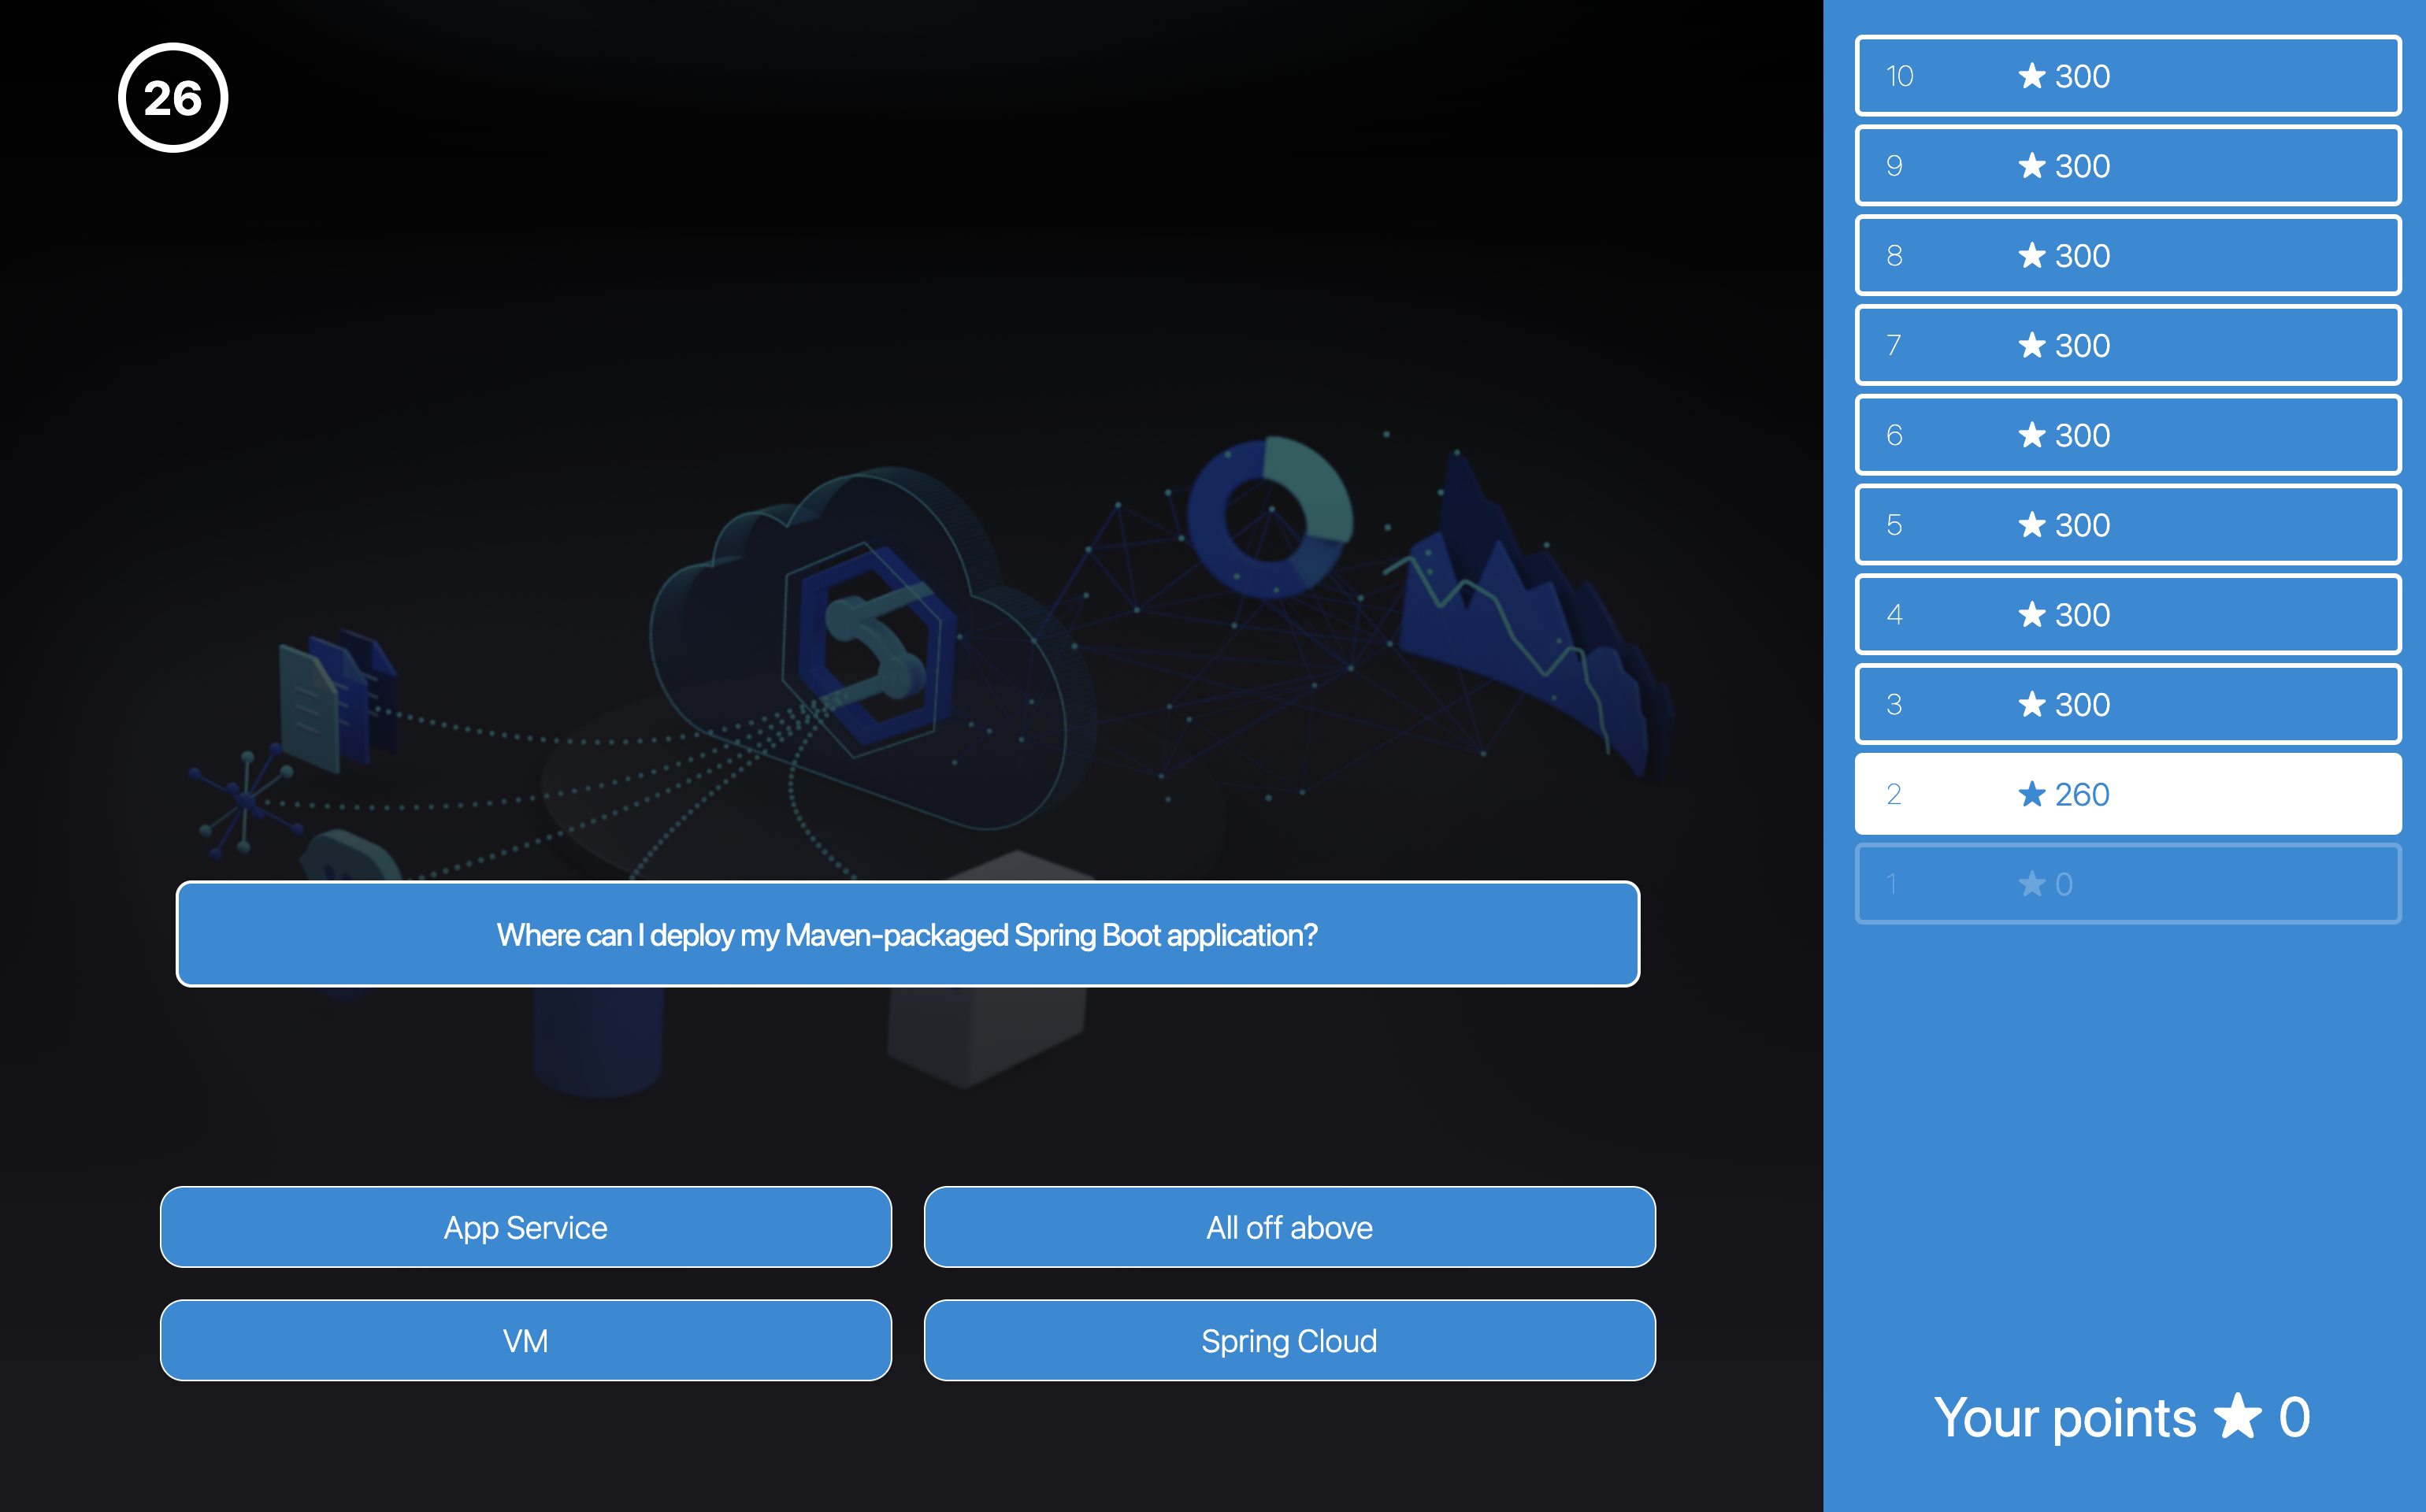 26
Where can I deploy my Maven-packaged Spring Boot application?
App Service
All off above
VM
Spring Cloud
10 ★ 300
9 ★ 300
8 ★ 300
7 ★ 300
6 ★ 300
5 ★ 300
4 ★ 300
3 ★ 300
2 ★ 260
1 ★ 0
Your points ★ 0